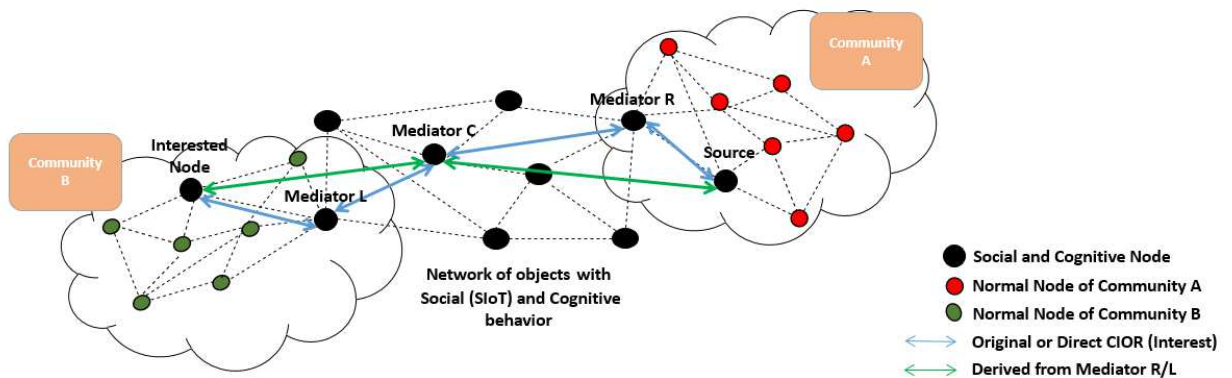 Community
A
Mediator R
Mediator C
Source
Interested
Node
Community
B
Mediator L
Network of objects with
Social (SIoT) and Cognitive
behavior
Social and Cognitive Node
Normal Node of Community A
Normal Node of Community B
Original or Direct CIOR (Interest)
Derived from Mediator R/L